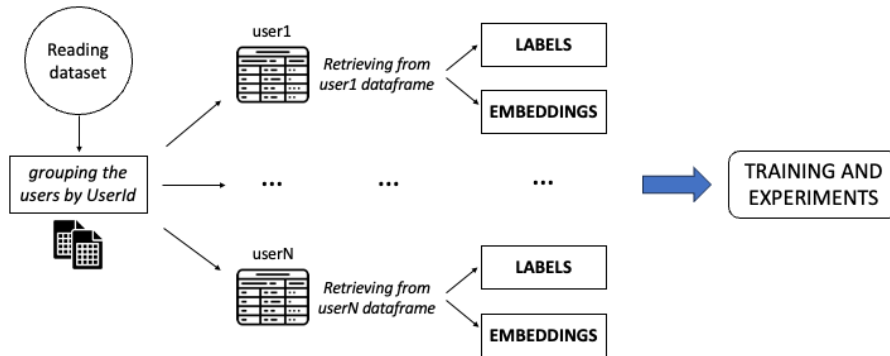 Reading
dataset
grouping the
users by UserId
user1
Retrieving from
user1 dataframe
LABELS
EMBEDDINGS
...
...
...
userN
Retrieving from
userN dataframe
LABELS
EMBEDDINGS
TRAINING AND
EXPERIMENTS